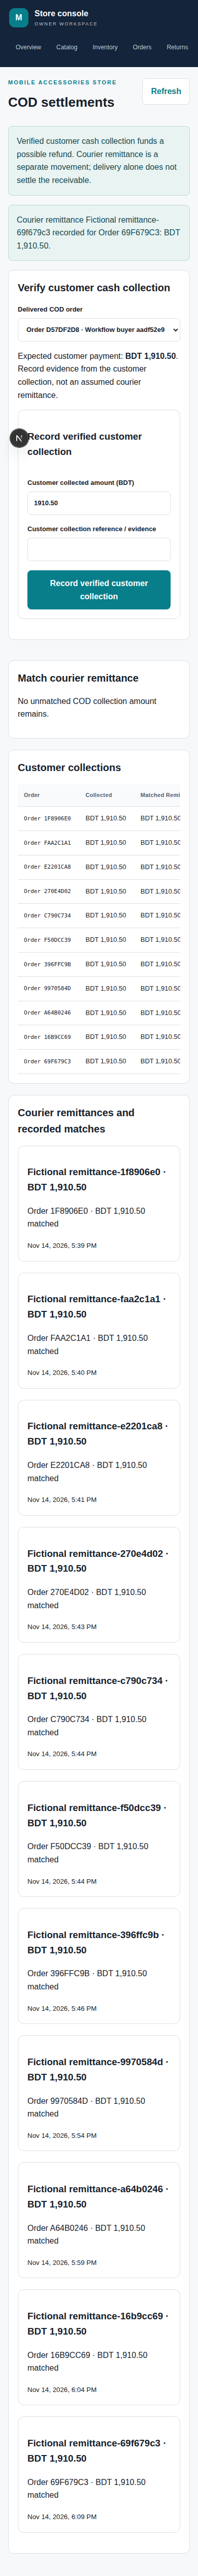 M
Store console
OWNER WORKSPACE
Overview Catalog Inventory Orders Returns
MOBILE ACCESSORIES STORE
COD settlements
Refresh
Verified customer cash collection funds a
possible refund. Courier remittance is a
separate movement; delivery alone does not
settle the receivable.
Courier remittance Fictional remittance-
69f679c3 recorded for Order 69F679C3: BDT
1,910.50.
Verify customer cash collection
Delivered COD order
Order D57DF2D8 · Workflow buyer aadf52e9
Expected customer payment: BDT 1,910.50.
Record evidence from the customer
collection, not an assumed courier
remittance.
N
Record verified customer
collection
Customer collected amount (BDT)
1910.50
Customer collection reference / evidence
Record verified customer
collection
Match courier remittance
No unmatched COD collection amount
remains.
Customer collections
Order Collected Matched Remi
Order 1F8906E0 BDT 1,910.50 BDT 1,910.50
Order FAA2C1A1 BDT 1,910.50 BDT 1,910.50
Order E2201CA8 BDT 1,910.50 BDT 1,910.50
Order 270E4D02 BDT 1,910.50 BDT 1,910.50
Order C790C734 BDT 1,910.50 BDT 1,910.50
Order F50DCC39 BDT 1,910.50 BDT 1,910.50
Order 396FFC9B BDT 1,910.50 BDT 1,910.50
Order 9970584D BDT 1,910.50 BDT 1,910.50
Order A64B0246 BDT 1,910.50 BDT 1,910.50
Order 16B9CC69 BDT 1,910.50 BDT 1,910.50
Order 69F679C3 BDT 1,910.50 BDT 1,910.50
Courier remittances and
recorded matches
Fictional remittance-1f8906e0 ·
BDT 1,910.50
Order 1F8906E0 · BDT 1,910.50
matched
Nov 14, 2026, 5:39 PM
Fictional remittance-faa2c1a1 ·
BDT 1,910.50
Order FAA2C1A1 · BDT 1,910.50
matched
Nov 14, 2026, 5:40 PM
Fictional remittance-e2201ca8 ·
BDT 1,910.50
Order E2201CA8 · BDT 1,910.50
matched
Nov 14, 2026, 5:41 PM
Fictional remittance-270e4d02 ·
BDT 1,910.50
Order 270E4D02 · BDT 1,910.50
matched
Nov 14, 2026, 5:43 PM
Fictional remittance-c790c734 ·
BDT 1,910.50
Order C790C734 · BDT 1,910.50
matched
Nov 14, 2026, 5:44 PM
Fictional remittance-f50dcc39 ·
BDT 1,910.50
Order F50DCC39 · BDT 1,910.50
matched
Nov 14, 2026, 5:44 PM
Fictional remittance-396ffc9b ·
BDT 1,910.50
Order 396FFC9B · BDT 1,910.50
matched
Nov 14, 2026, 5:46 PM
Fictional remittance-9970584d ·
BDT 1,910.50
Order 9970584D · BDT 1,910.50
matched
Nov 14, 2026, 5:54 PM
Fictional remittance-a64b0246 ·
BDT 1,910.50
Order A64B0246 · BDT 1,910.50
matched
Nov 14, 2026, 5:59 PM
Fictional remittance-16b9cc69 ·
BDT 1,910.50
Order 16B9CC69 · BDT 1,910.50
matched
Nov 14, 2026, 6:04 PM
Fictional remittance-69f679c3 ·
BDT 1,910.50
Order 69F679C3 · BDT 1,910.50
matched
Nov 14, 2026, 6:09 PM